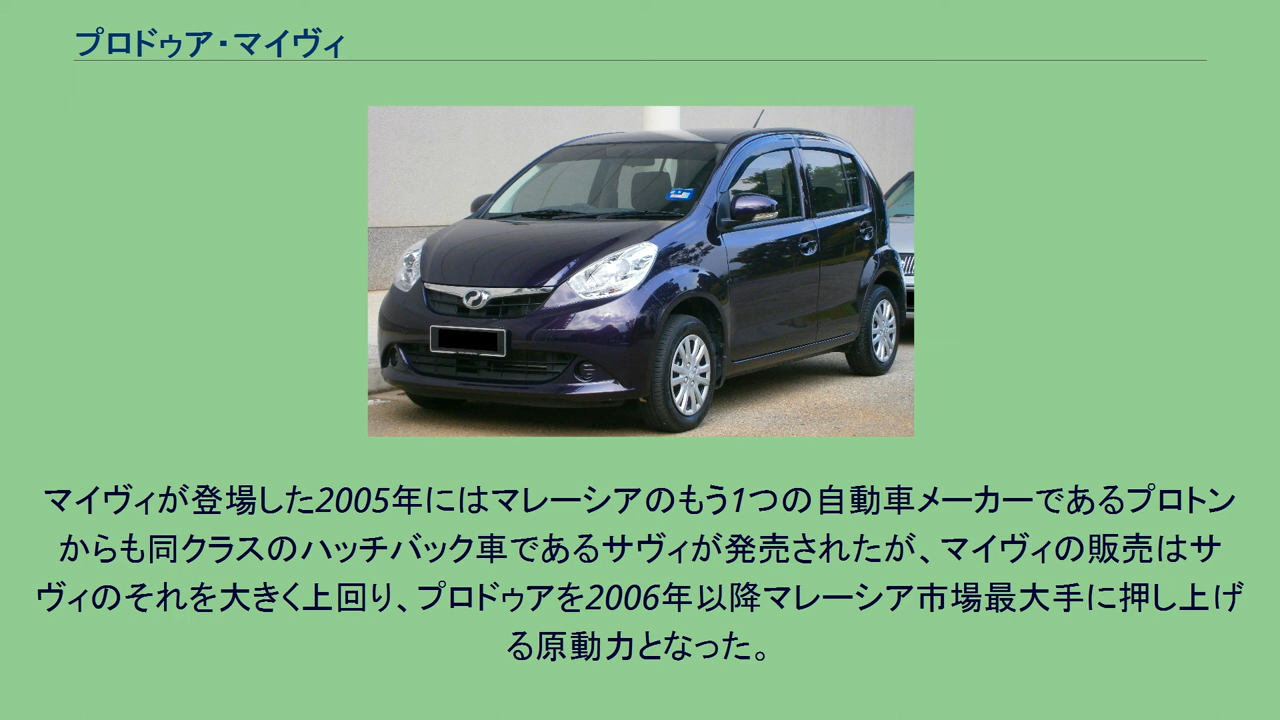 プロドゥア・マイヴィ
マイヴィが登場した2005年にはマレーシアのもう1つの自動車メーカーであるプロトン
からも同クラスのハッチバック車であるサヴィが発売されたが、マイヴィの販売はサ
ヴィのそれを大きく上回り、プロドゥアを2006年以降マレーシア市場最大手に押し上げ
る原動力となった。